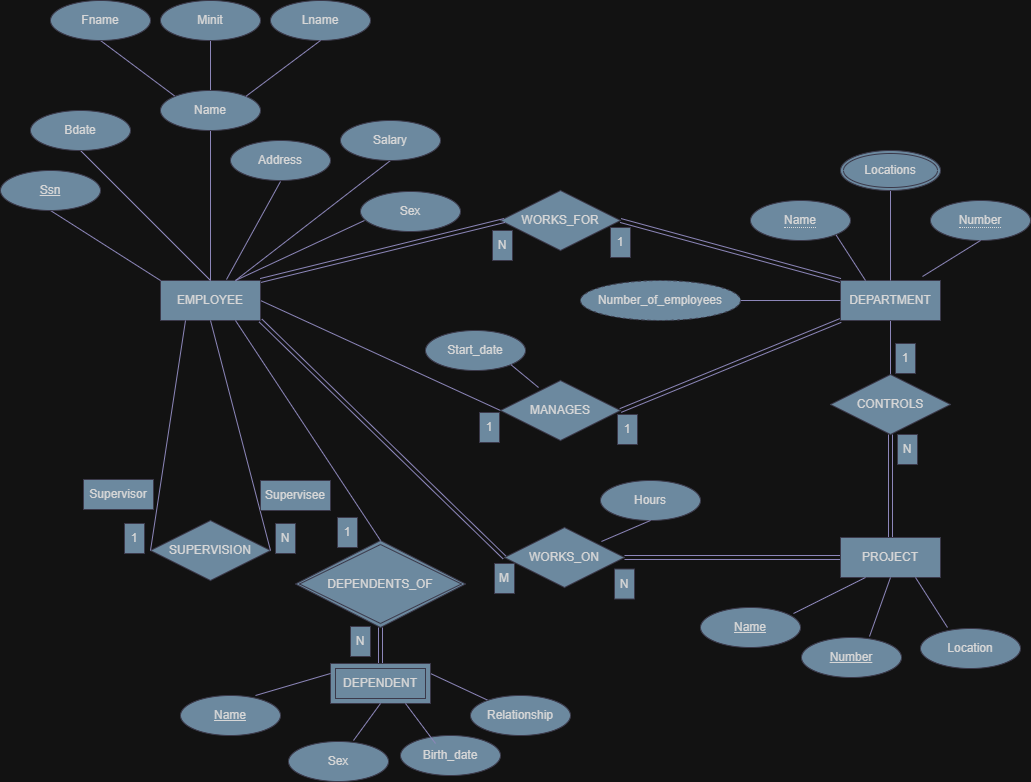 Fname
Minit
Lname
Name
Bdate
Address
Salary
Ssn
Sex
Locations
Name
Number
WORKS_FOR
N
1
EMPLOYEE
Number_of_employees
DEPARTMENT
Start_date
1
MANAGES
1
1
CONTROLS
N
Supervisor
Supervisee
1
SUPERVISION
N
1
Hours
DEPENDENTS_OF
WORKS_ON
M
N
PROJECT
N
Name
Number
Location
DEPENDENT
Name
Relationship
Sex
Birth_date